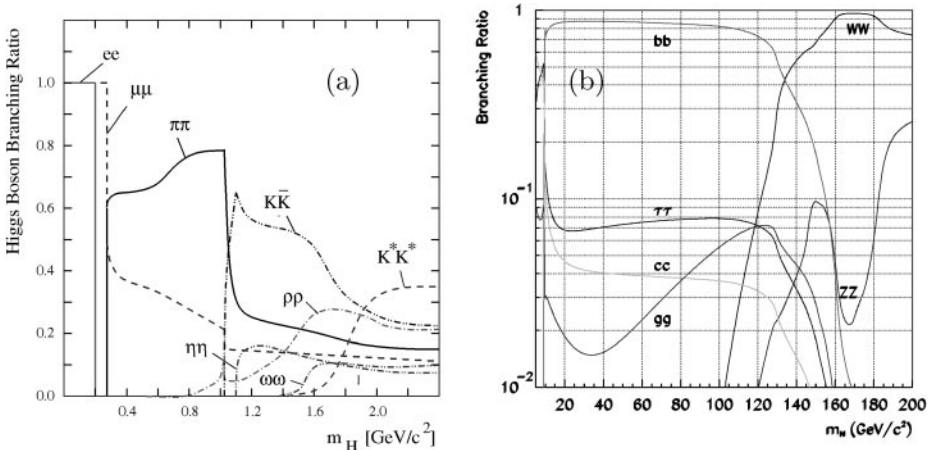 Higgs Boson Branching Ratio
1.0
0.8
0.6
0.4
0.2
0.0
ee
μμ
(a)
ππ
KK̄
K*K*
ρρ
ηη
ωω
0.4
0.8
1.2
1.6
2.0
m_H [GeV/c²]
Branching Ratio
1
10⁻¹
10⁻²
bb
WW
(b)
ττ
cc
gg
ZZ
20
40
60
80
100
120
140
160
180
200
m_H (GeV/c²)